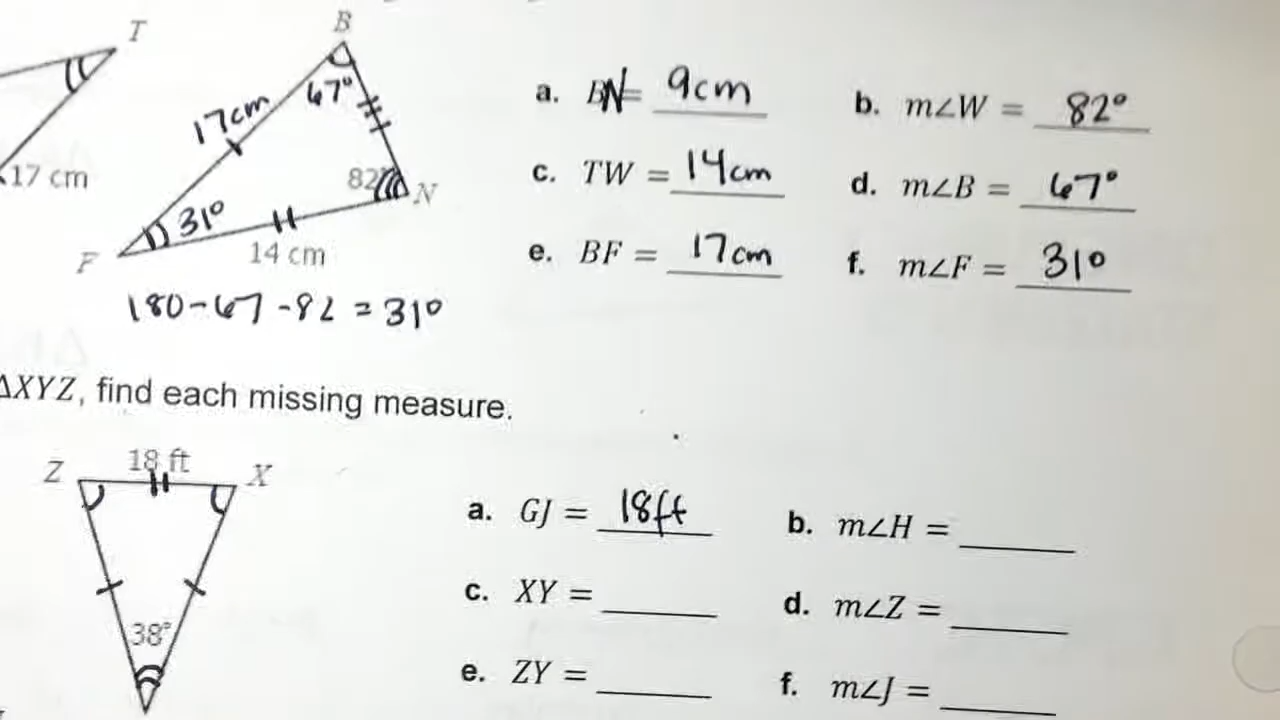 T
B
17cm
67°
a. BN= 9cm
b. m∠W = 82°
17 cm
82°
N
c. TW = 14cm
d. m∠B = 67°
31°
F
14 cm
e. BF = 17cm
f. m∠F = 31°
180-67-82=31°
ΔXYZ, find each missing measure.
Z
18 ft
X
a. GJ = 18ft
b. m∠H =
c. XY =
d. m∠Z =
38°
e. ZY =
f. m∠J =